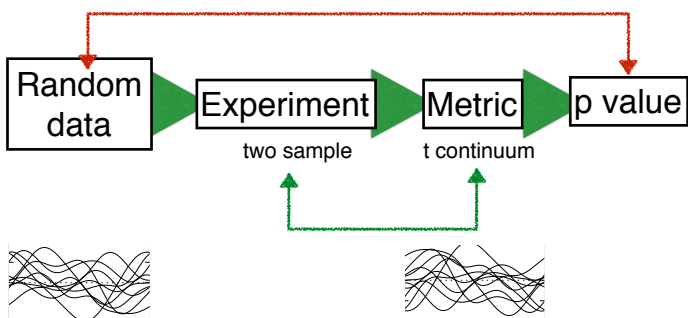 Random
data
Experiment
Metric
p value
two sample
t continuum